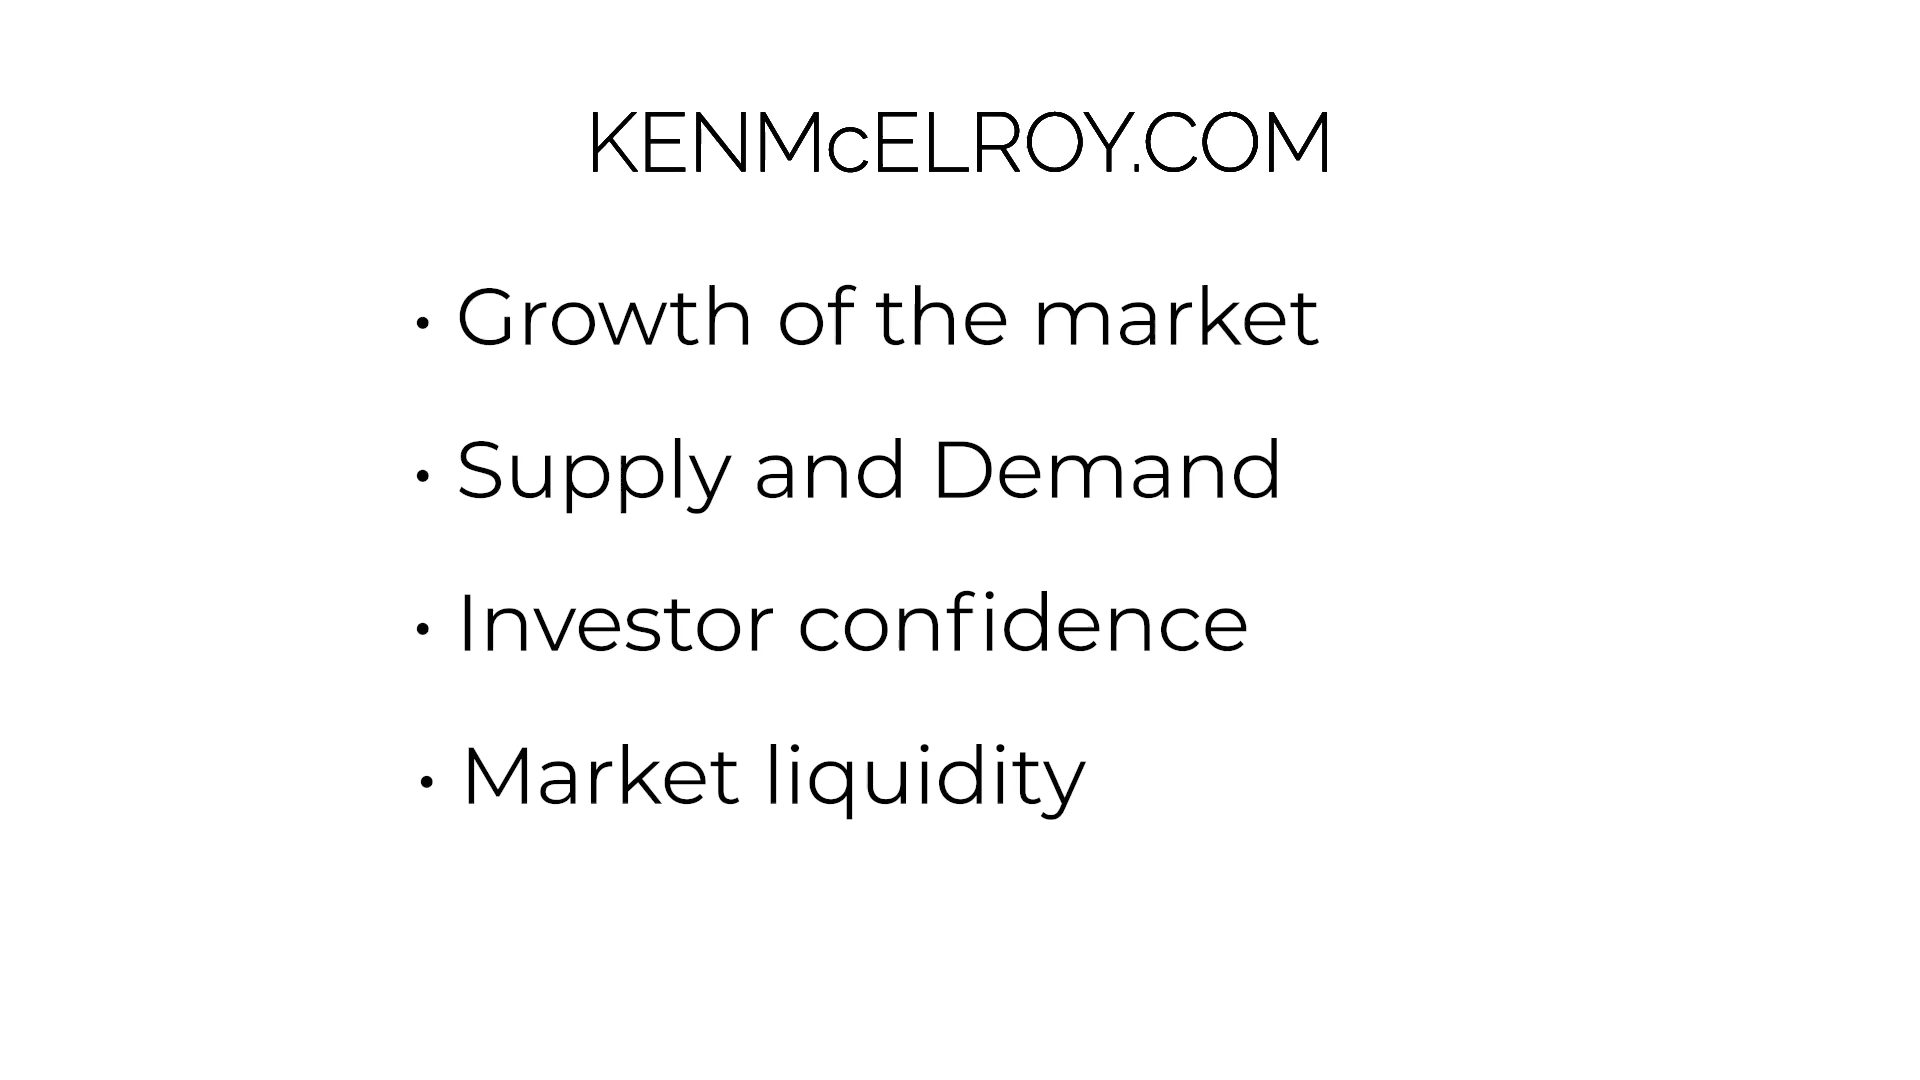 KENMcELROY.COM
• Growth of the market
• Supply and Demand
• Investor confidence
• Market liquidity